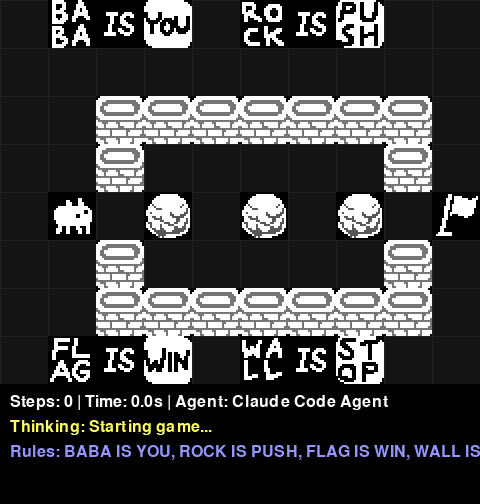 BABA IS YOU ROCK IS PUSH
FLAG IS WIN WALL IS STOP
Steps: 0 | Time: 0.0s | Agent: Claude Code Agent
Thinking: Starting game...
Rules: BABA IS YOU, ROCK IS PUSH, FLAG IS WIN, WALL IS